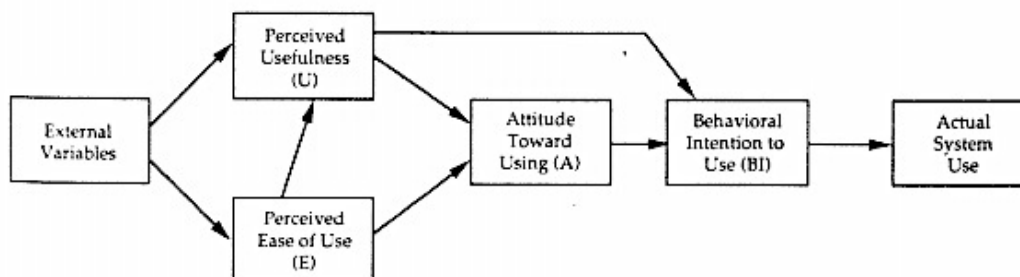 Perceived
Usefulness
(U)
External
Variables
Perceived
Ease of Use
(E)
Attitude
Toward
Using (A)
Behavioral
Intention to
Use (BI)
Actual
System
Use